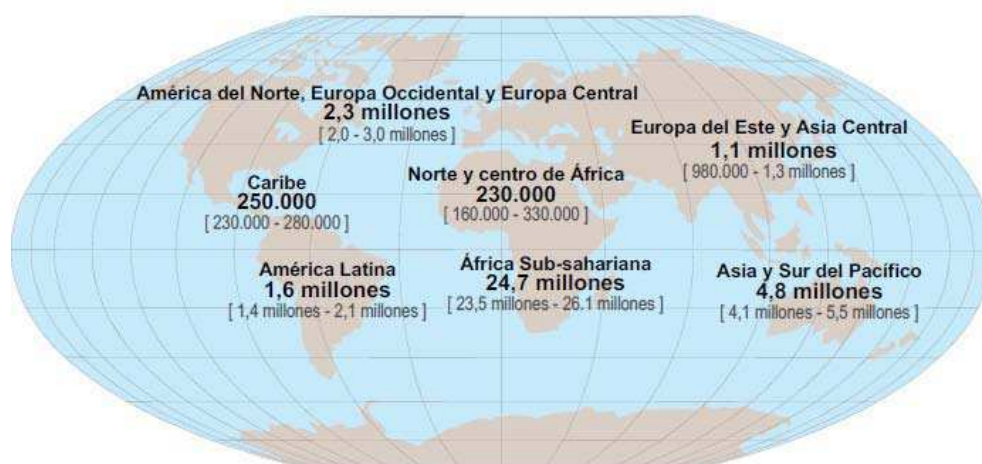 América del Norte, Europa Occidental y Europa Central
2,3 millones
[ 2,0 - 3,0 millones ]
Europa del Este y Asia Central
1,1 millones
[ 980.000 - 1,3 millones ]
Caribe
250.000
[ 230.000 - 280.000 ]
Norte y centro de África
230.000
[ 160.000 - 330.000 ]
América Latina
1,6 millones
[ 1,4 millones - 2,1 millones ]
África Sub-sahariana
24,7 millones
[ 23,5 millones - 26.1 millones ]
Asia y Sur del Pacífico
4,8 millones
[ 4,1 millones - 5,5 millones ]